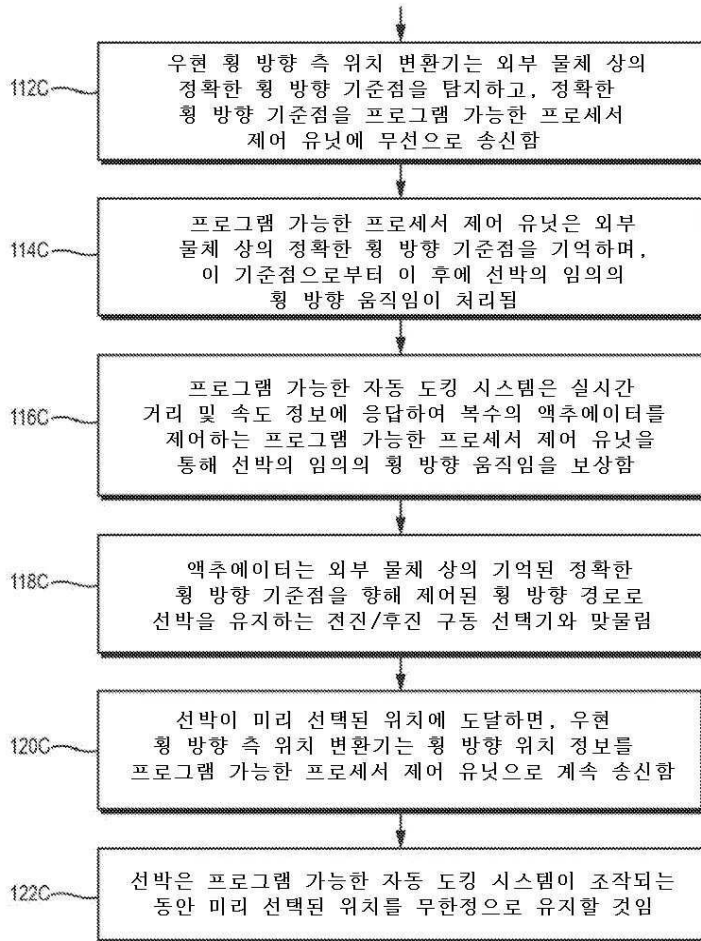 112C
우현 횡 방향 측 위치 변환기는 외부 물체 상의
정확한 횡 방향 기준점을 탐지하고, 정확한
횡 방향 기준점을 프로그램 가능한 프로세서
제어 유닛에 무선으로 송신함
114C
프로그램 가능한 프로세서 제어 유닛은 외부
물체 상의 정확한 횡 방향 기준점을 기억하며,
이 기준점으로부터 이 후에 선박의 임의의
횡 방향 움직임이 처리됨
116C
프로그램 가능한 자동 도킹 시스템은 실시간
거리 및 속도 정보에 응답하여 복수의 액추에이터를
제어하는 프로그램 가능한 프로세서 제어 유닛을
통해 선박의 임의의 횡 방향 움직임을 보상함
118C
액추에이터는 외부 물체 상의 기억된 정확한
횡 방향 기준점을 향해 제어된 횡 방향 경로로
선박을 유지하는 전진/후진 구동 선택기와 맞물림
120C
선박이 미리 선택된 위치에 도달하면, 우현
횡 방향 측 위치 변환기는 횡 방향 위치 정보를
프로그램 가능한 프로세서 제어 유닛으로 계속 송신함
122C
선박은 프로그램 가능한 자동 도킹 시스템이 조작되는
동안 미리 선택된 위치를 무한정으로 유지할 것임